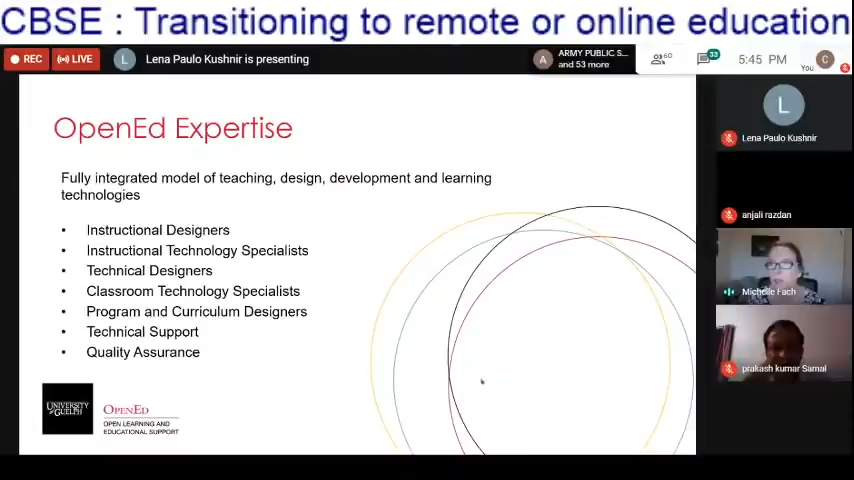 CBSE : Transitioning to remote or online education
REC
LIVE
L
Lena Paulo Kushnir is presenting
A
ARMY PUBLIC S...
and 53 more
60
33
5:45 PM
You
C
OpenEd Expertise
Fully integrated model of teaching, design, development and learning
technologies
• Instructional Designers
• Instructional Technology Specialists
• Technical Designers
• Classroom Technology Specialists
• Program and Curriculum Designers
• Technical Support
• Quality Assurance
UNIVERSITY
OF GUELPH
OPENED
OPEN LEARNING AND
EDUCATIONAL SUPPORT
L
Lena Paulo Kushnir
anjali razdan
Michelle Fach
prakash kumar Samal